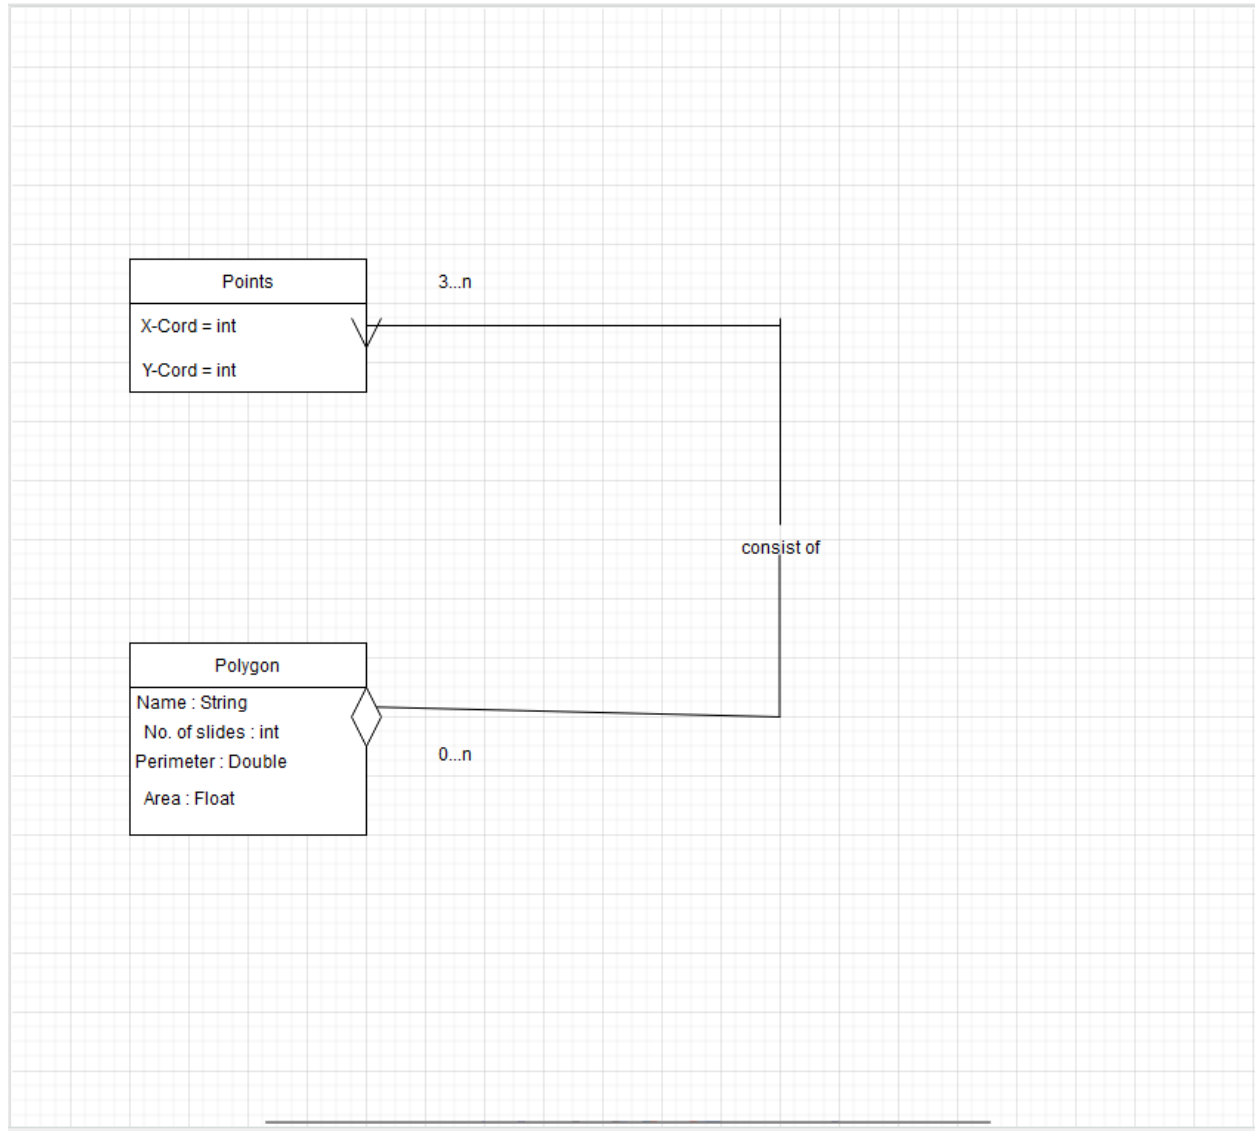 Points
3...n
X-Cord = int
Y-Cord = int
consist of
Polygon
Name : String
No. of slides : int
Perimeter : Double
0...n
Area : Float